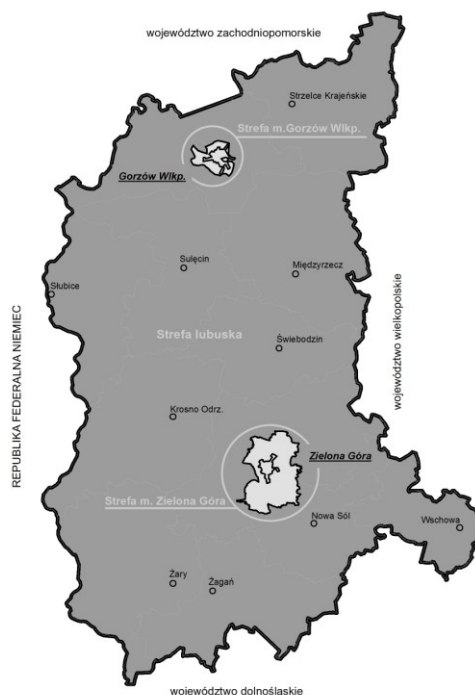 województwo zachodniopomorskie
Strzelce Krajeńskie
Strefa m.Gorzów Wlkp.
Gorzów Wlkp.
Sulęcin
Międzyrzecz
Słubice
REPUBLIKA FEDERALNA NIEMIEC
województwo wielkopolskie
Strefa lubuska
Świebodzin
Krosno Odrz.
Zielona Góra
Strefa m. Zielona Góra
Nowa Sól
Wschowa
Żary
Żagań
województwo dolnośląskie